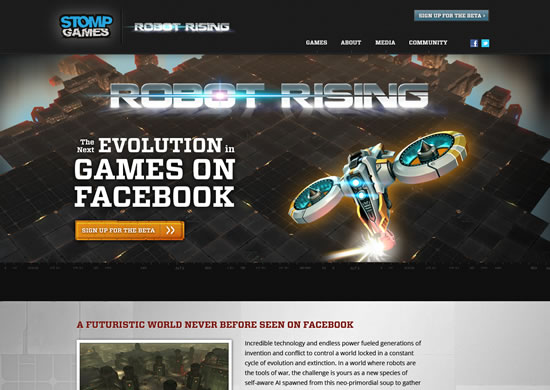 STOMP
GAMES
ROBOT RISING
SIGN UP FOR THE BETA
GAMES ABOUT MEDIA COMMUNITY
ROBOT RISING
The Next EVOLUTION in
GAMES ON
FACEBOOK
SIGN UP FOR THE BETA
A FUTURISTIC WORLD NEVER BEFORE SEEN ON FACEBOOK
Incredible technology and endless power fueled generations of
invention and conflict to control a world locked in a constant
cycle of evolution and extinction. In a world where robots are
the tools of war, the challenge is yours as a new species of
self-aware AI spawned from this neo-primordial soup to gather